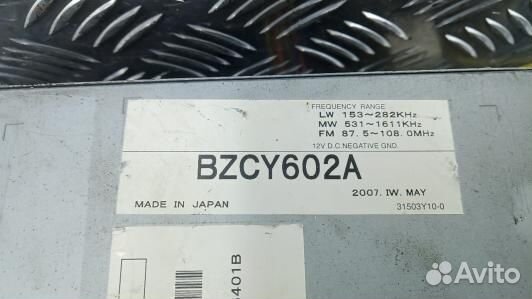 FREQUENCY RANGE
LW 153~282KHz
MW 531~1611KHz
FM 87.5~108.0MHz
12V D.C.NEGATIVE GND.
BZCY602A
2007. IW. MAY
MADE IN JAPAN
31503Y10-0
401B
Avito